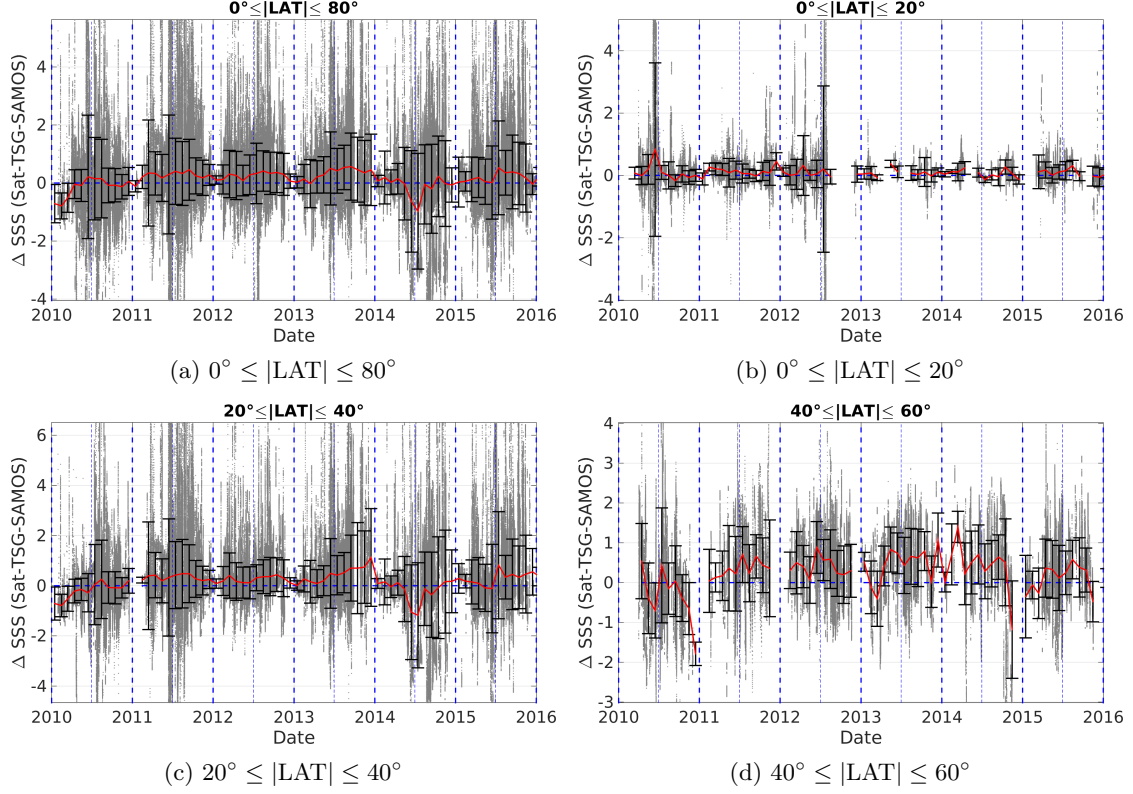 0°≤|LAT|≤ 80°
Δ SSS (Sat-TSG-SAMOS)
4
2
0
-2
-4
2010 2011 2012 2013 2014 2015 2016
Date
(a) 0° ≤ |LAT| ≤ 80°
0°≤|LAT|≤ 20°
Δ SSS (Sat-TSG-SAMOS)
4
2
0
-2
-4
2010 2011 2012 2013 2014 2015 2016
Date
(b) 0° ≤ |LAT| ≤ 20°
20°≤|LAT|≤ 40°
Δ SSS (Sat-TSG-SAMOS)
6
4
2
0
-2
-4
2010 2011 2012 2013 2014 2015 2016
Date
(c) 20° ≤ |LAT| ≤ 40°
40°≤|LAT|≤ 60°
Δ SSS (Sat-TSG-SAMOS)
4
3
2
1
0
-1
-2
-3
2010 2011 2012 2013 2014 2015 2016
Date
(d) 40° ≤ |LAT| ≤ 60°